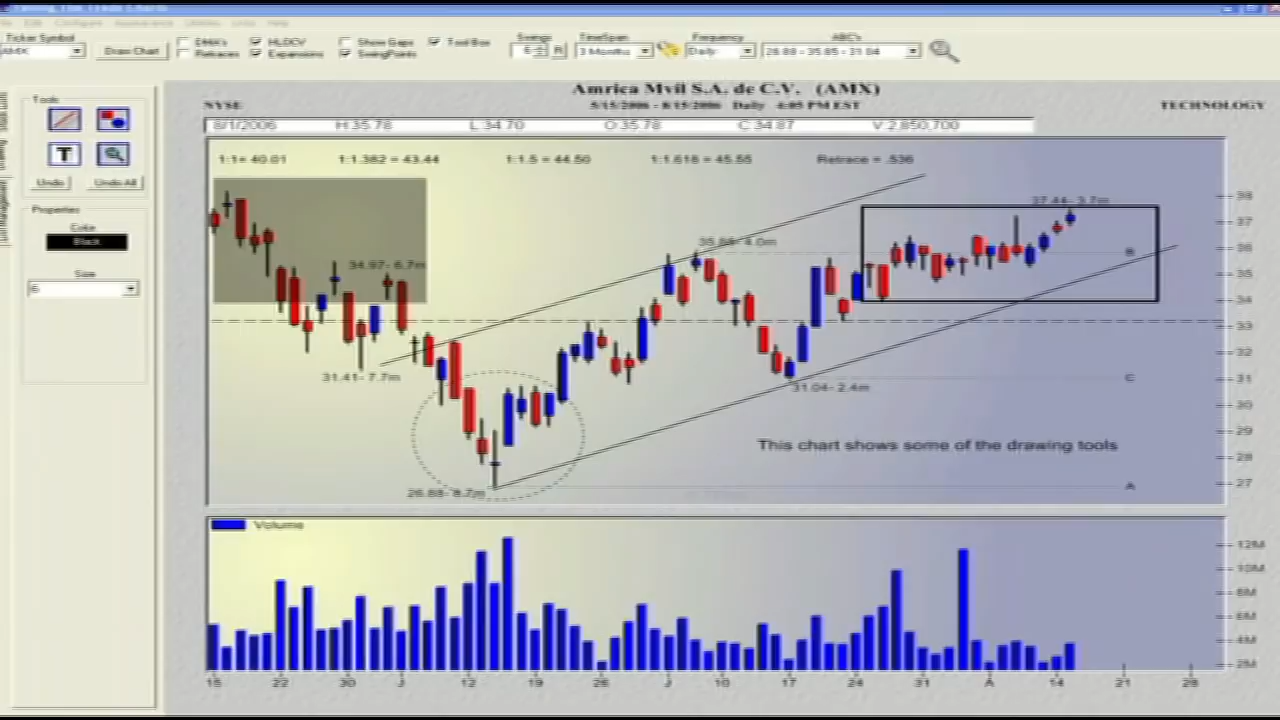 Ticker Symbol
AMX
Draw Chart
HLOCV
Retraces
Expansions
Show Gaps
SwingPoints
Tool Box
Swings
6
R
TimeSpan
3 Months
Frequency
Daily
ABC's
26.88 - 35.85 - 31.04
Tools
T
Undo
Undo All
Properties
Color
Black
Size
6
Amrica Mvil S.A. de C.V. (AMX)
NYSE
5/15/2006 - 8/15/2006 Daily 4:05 PM EST
TECHNOLOGY
8/1/2006 H:35.78 L:34.70 O:35.78 C:34.87 V:2,850,700
1:1= 40.01 1:1.382 = 43.44 1:1.5 = 44.50 1:1.618 = 45.55 Retrace = .536
37.44- 3.7m
35.85- 4.0m
34.97- 6.7m
31.41- 7.7m
31.04- 2.4m
26.88- 8.7m
B
C
A
This chart shows some of the drawing tools
38
37
36
35
34
33
32
31
30
29
28
27
Volume
12M
10M
8M
6M
4M
2M
15 22 30 J 12 19 26 J 10 17 24 31 A 14 21 28